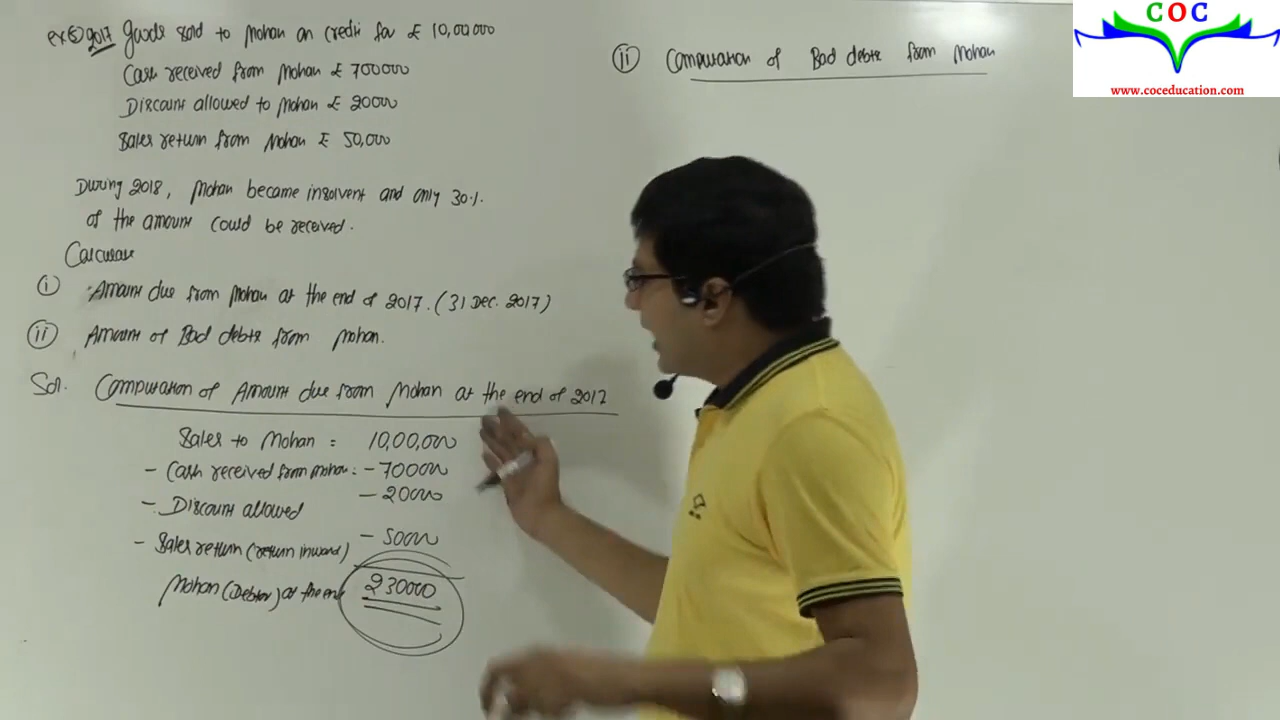 ex ⑤ 2017 Goods sold to Mohan on credit for £ 10,00000
Cash received from Mohan £ 700000
Discount allowed to Mohan £ 20000
Sales return from Mohan £ 50,000
During 2018, Mohan became insolvent and only 30%
of the amount could be received.
Calculate
(i) Amount due from Mohan at the end of 2017. (31 Dec. 2017)
(ii) Amount of Bad debts from Mohan.
Sol. Computation of Amount due from Mohan at the end of 2017
Sales to Mohan = 10,00,000
- Cash received from Mohan = - 700000
- Discount allowed - 20000
- Sales return (return inward) - 50000
Mohan (Debtor) at the end 230000
(ii) Computation of Bad debts from Mohan
COC
www.coceducation.com